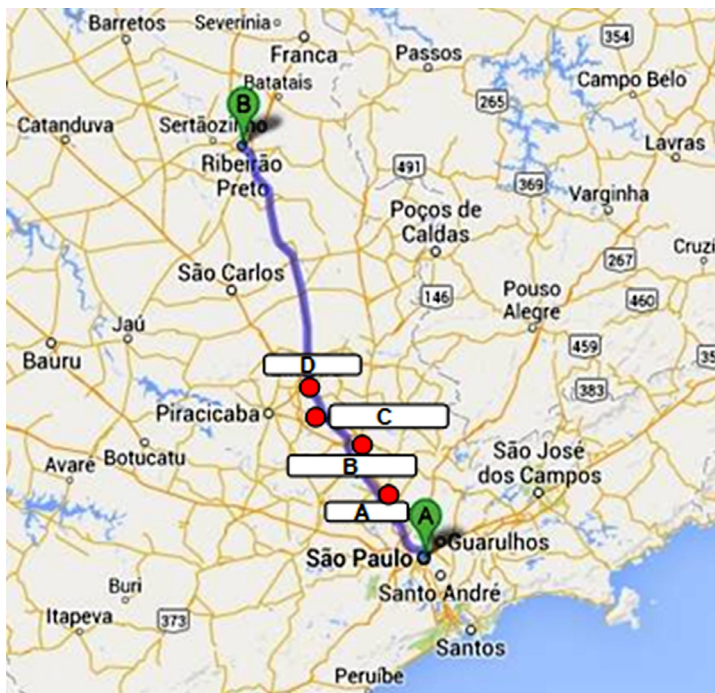 Barretos
Severínia
Franca
354
Passos
Batatais
Campo Belo
265
B
Catanduva
Sertãozinho
Lavras
Ribeirão
Preto
491
369
Varginha
Poços de
Caldas
Cruzí
267
São Carlos
146
Pouso
Alegre
460
Jaú
459
Bauru
35
D
383
Piracicaba
C
Botucatu
São José
dos Campos
Avaré
B
A
A
Guarulhos
São Paulo
Santo André
Buri
Itapeva
373
Santos
Peruíbe